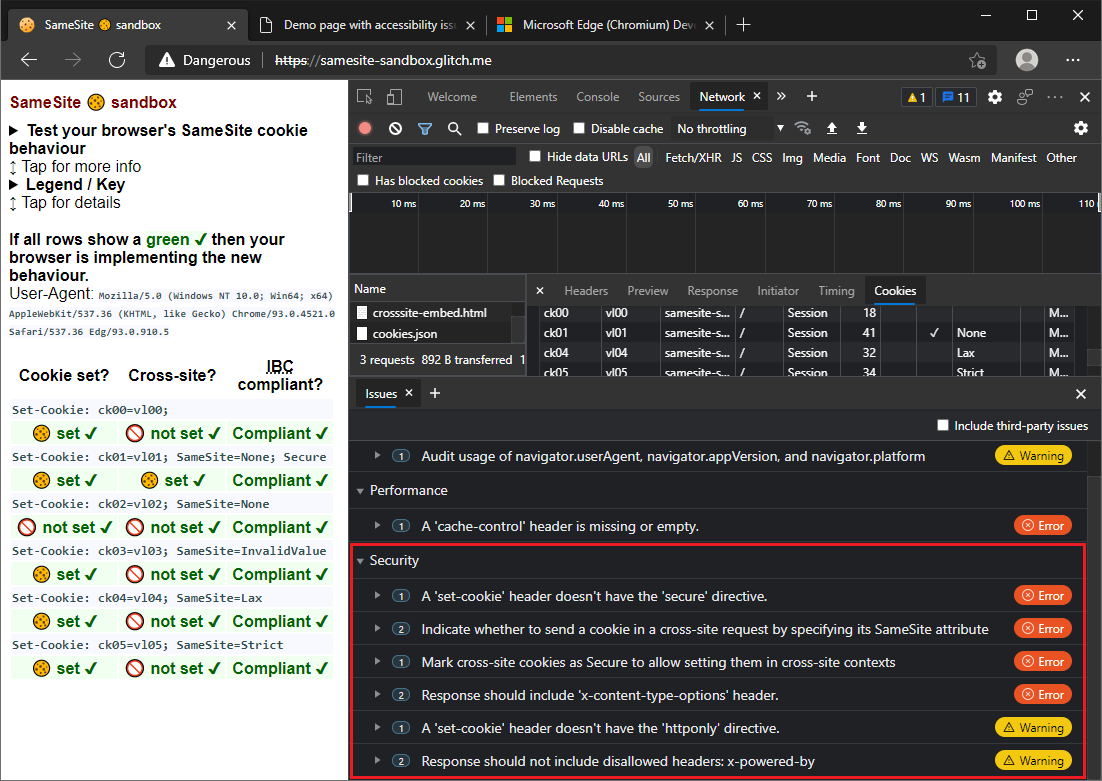 SameSite sandbox
Demo page with accessibility iss
Microsoft Edge (Chromium) Dev
Dangerous
https://samesite-sandbox.glitch.me
SameSite sandbox
Test your browser's SameSite cookie
behaviour
↕ Tap for more info
Legend / Key
↕ Tap for details
If all rows show a green ✓ then your
browser is implementing the new
behaviour.
User-Agent: Mozilla/5.0 (Windows NT 10.0; Win64; x64)
AppleWebKit/537.36 (KHTML, like Gecko) Chrome/93.0.4521.0
Safari/537.36 Edg/93.0.910.5
Cookie set? Cross-site? IBC compliant?
Set-Cookie: ck00=vl00;
set ✓ not set ✓ Compliant ✓
Set-Cookie: ck01=vl01; SameSite=None; Secure
set ✓ set ✓ Compliant ✓
Set-Cookie: ck02=vl02; SameSite=None
not set ✓ not set ✓ Compliant ✓
Set-Cookie: ck03=vl03; SameSite=InvalidValue
set ✓ not set ✓ Compliant ✓
Set-Cookie: ck04=vl04; SameSite=Lax
set ✓ not set ✓ Compliant ✓
Set-Cookie: ck05=vl05; SameSite=Strict
set ✓ not set ✓ Compliant ✓
Welcome Elements Console Sources Network 1 11
Preserve log Disable cache No throttling
Filter Hide data URLs All Fetch/XHR JS CSS Img Media Font Doc WS Wasm Manifest Other
Has blocked cookies Blocked Requests
10 ms 20 ms 30 ms 40 ms 50 ms 60 ms 70 ms 80 ms 90 ms 100 ms 110
Name
crosssite-embed.html
cookies.json
3 requests 892 B transferred 1
Headers Preview Response Initiator Timing Cookies
ck00 vl00 samesite-s... / Session 18 M...
ck01 vl01 samesite-s... / Session 41 ✓ None M...
ck04 vl04 samesite-s... / Session 32 Lax M...
ck05 vl05 samesite-s... / Session 34 Strict M...
Issues
Include third-party issues
1 Audit usage of navigator.userAgent, navigator.appVersion, and navigator.platform Warning
Performance
1 A 'cache-control' header is missing or empty. Error
Security
1 A 'set-cookie' header doesn't have the 'secure' directive. Error
2 Indicate whether to send a cookie in a cross-site request by specifying its SameSite attribute Error
1 Mark cross-site cookies as Secure to allow setting them in cross-site contexts Error
2 Response should include 'x-content-type-options' header. Error
1 A 'set-cookie' header doesn't have the 'httponly' directive. Warning
2 Response should not include disallowed headers: x-powered-by Warning